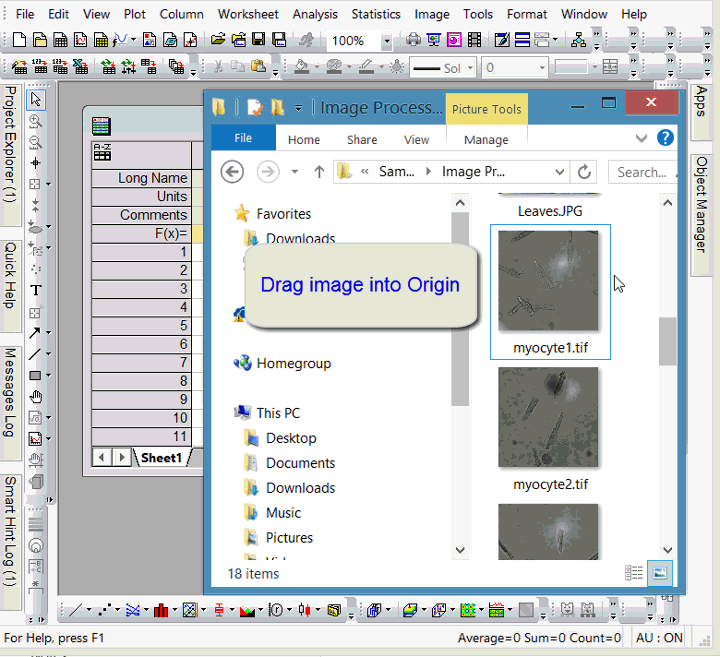 File Edit View Plot Column Worksheet Analysis Statistics Image Tools Format Window Help
100%
Sol
0
Project Explorer (1)
Quick Help
Messages Log
Smart Hint Log (1)
Apps
Object Manager
A-Z
Long Name
Units
Comments
F(x)=
1
2
3
4
5
6
7
8
9
10
11
Sheet1
Image Process... Picture Tools
File Home Share View Manage
« Sam... Image Pr... Search...
Favorites
Downloads
Homegroup
This PC
Desktop
Documents
Downloads
Music
Pictures
Leaves.JPG
myocyte1.tif
myocyte2.tif
Drag image into Origin
18 items
For Help, press F1 Average=0 Sum=0 Count=0 AU : ON